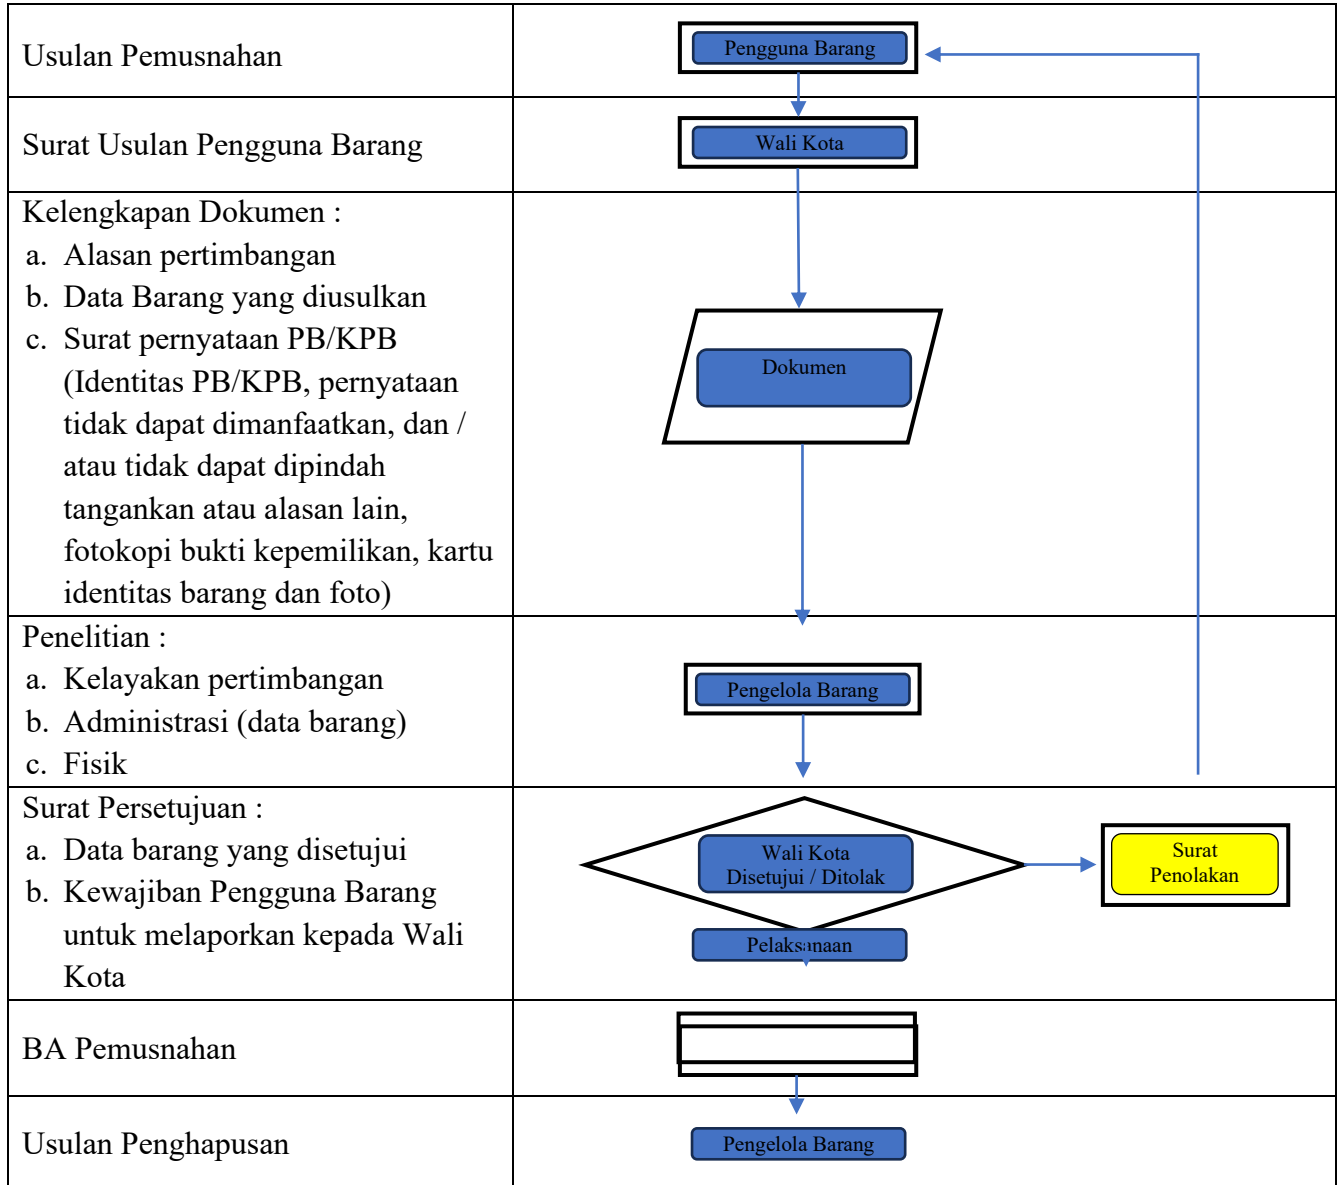 Usulan Pemusnahan
Pengguna Barang
Surat Usulan Pengguna Barang
Wali Kota
Kelengkapan Dokumen :
a. Alasan pertimbangan
b. Data Barang yang diusulkan
c. Surat pernyataan PB/KPB
(Identitas PB/KPB, pernyataan
tidak dapat dimanfaatkan, dan /
atau tidak dapat dipindah
tangankan atau alasan lain,
fotokopi bukti kepemilikan, kartu
identitas barang dan foto)
Dokumen
Penelitian :
a. Kelayakan pertimbangan
b. Administrasi (data barang)
c. Fisik
Pengelola Barang
Surat Persetujuan :
a. Data barang yang disetujui
b. Kewajiban Pengguna Barang
untuk melaporkan kepada Wali
Kota
Wali Kota
Disetujui / Ditolak
Surat
Penolakan
Pelaksanaan
BA Pemusnahan
Usulan Penghapusan
Pengelola Barang